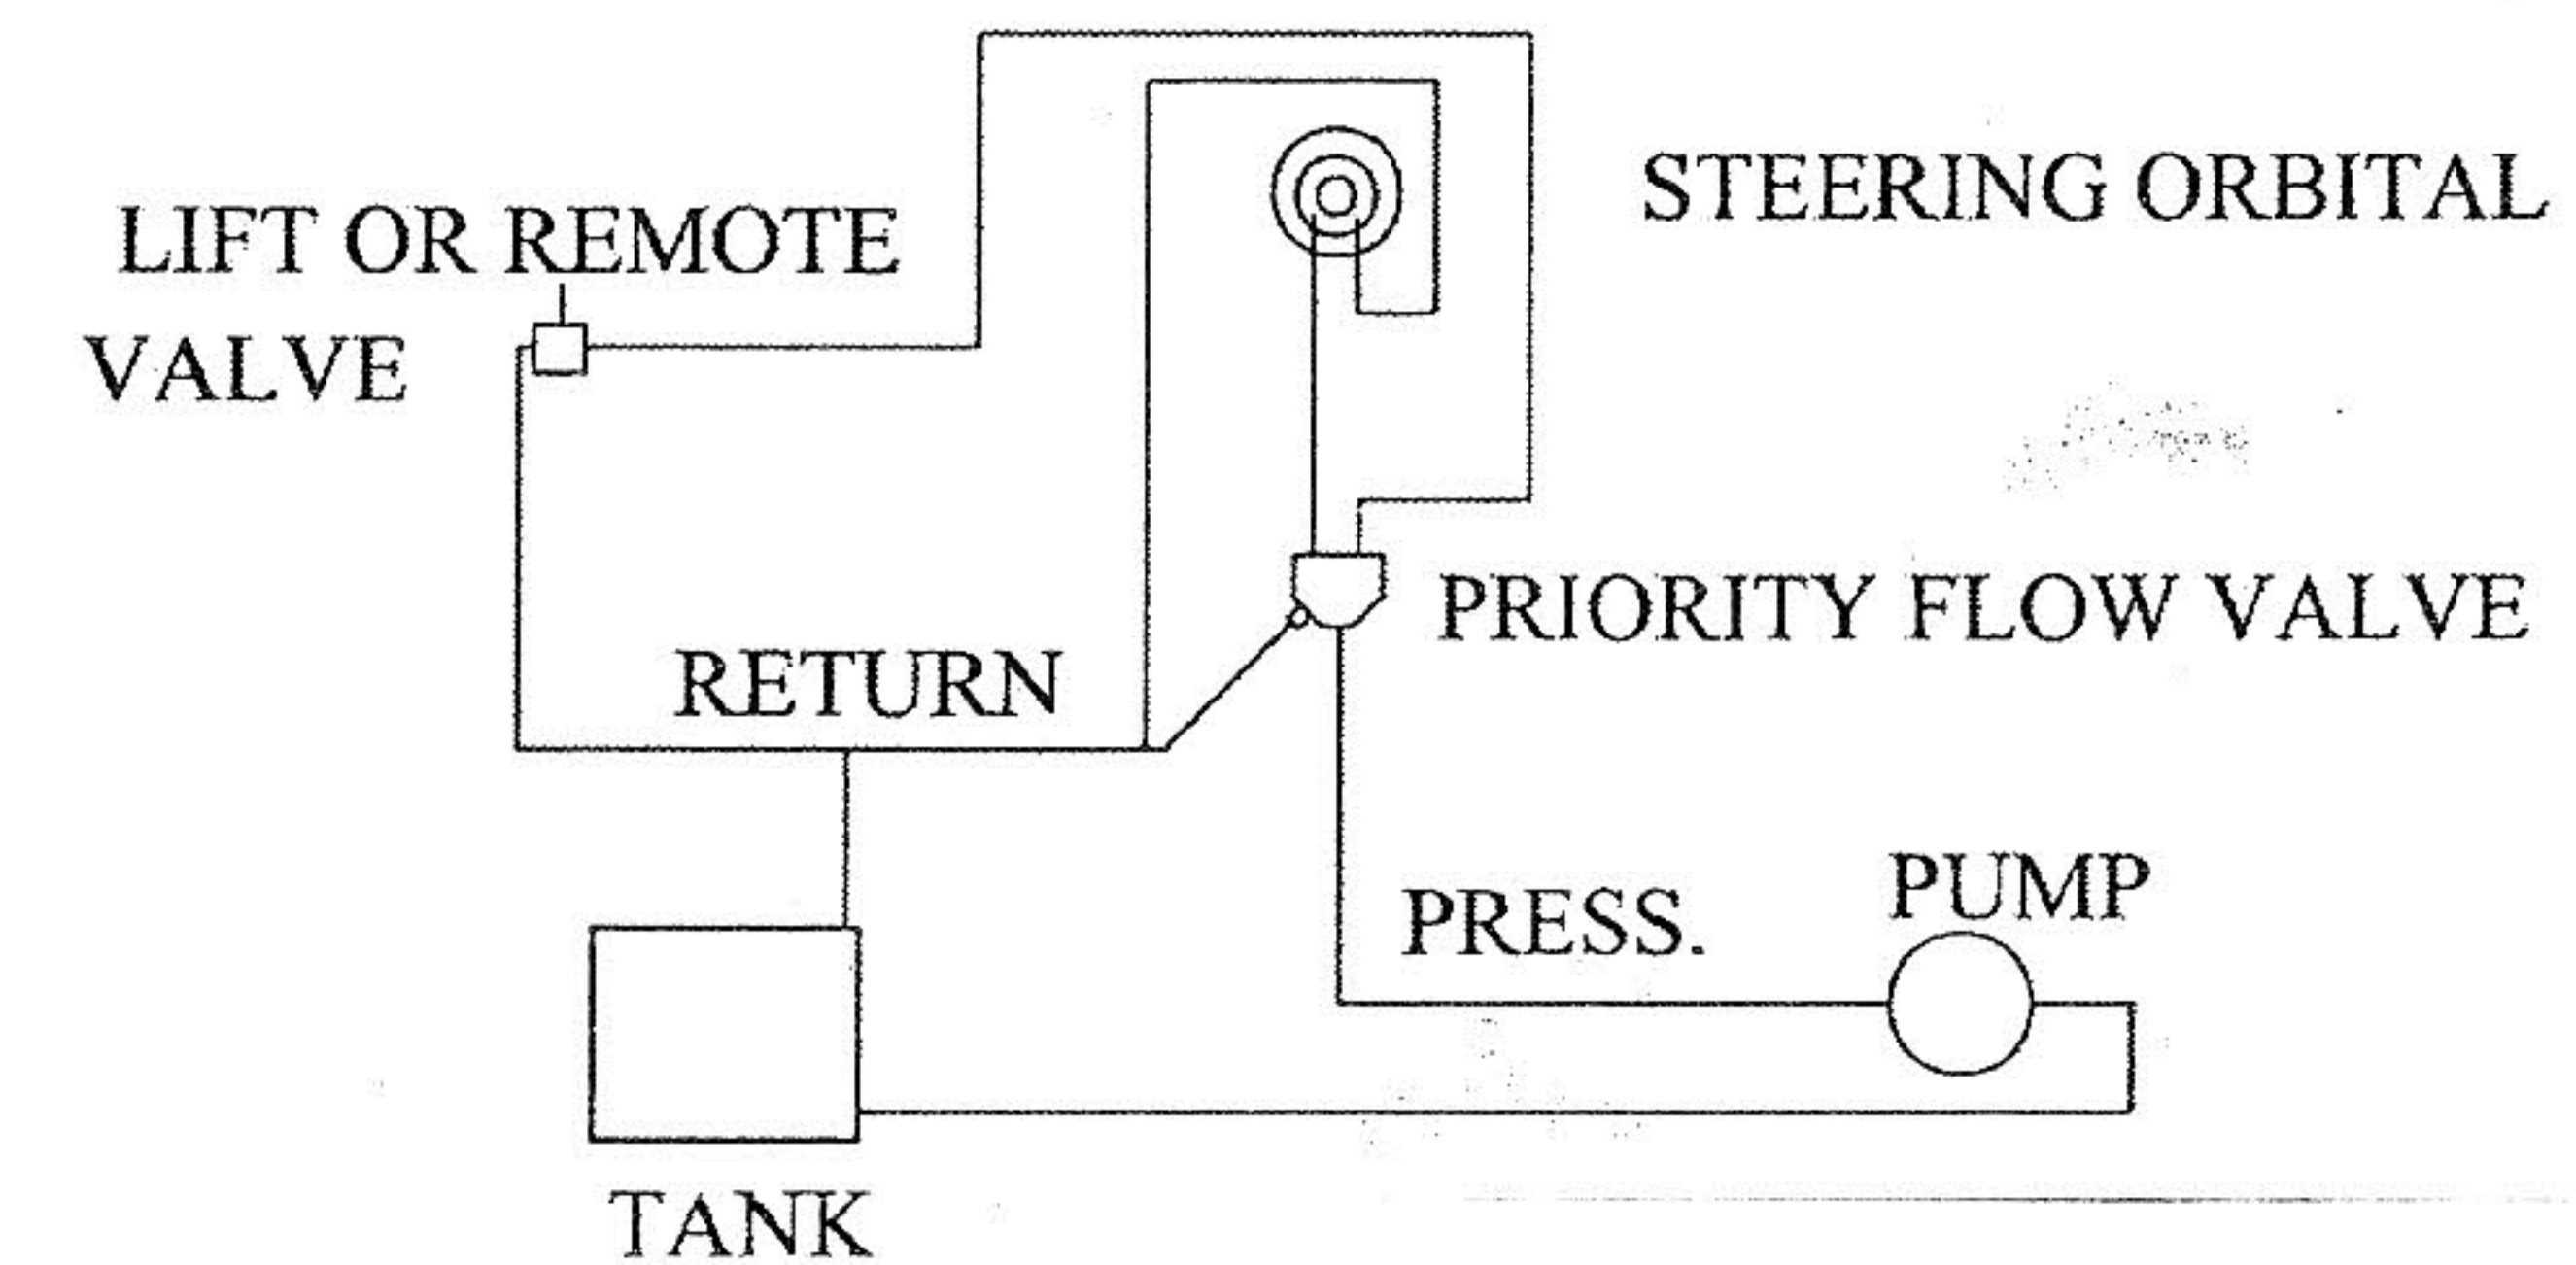 LIFT OR REMOTE
VALVE
STEERING ORBITAL
PRIORITY FLOW VALVE
RETURN
PRESS.
PUMP
TANK